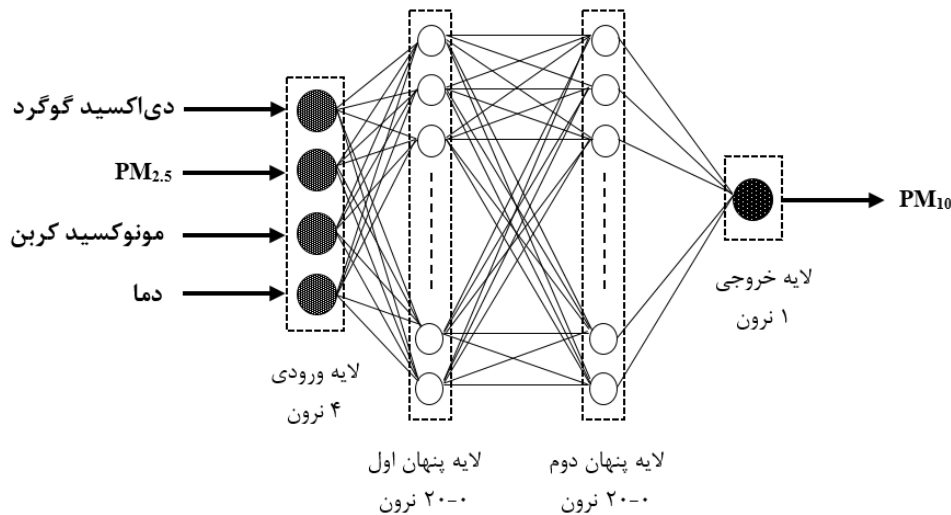 دی‌اکسید گوگرد
PM2.5
مونوکسید کربن
دما
PM10
لایه ورودی
۴ نرون
لایه پنهان اول
۲۰-۰ نرون
لایه پنهان دوم
۲۰-۰ نرون
لایه خروجی
۱ نرون